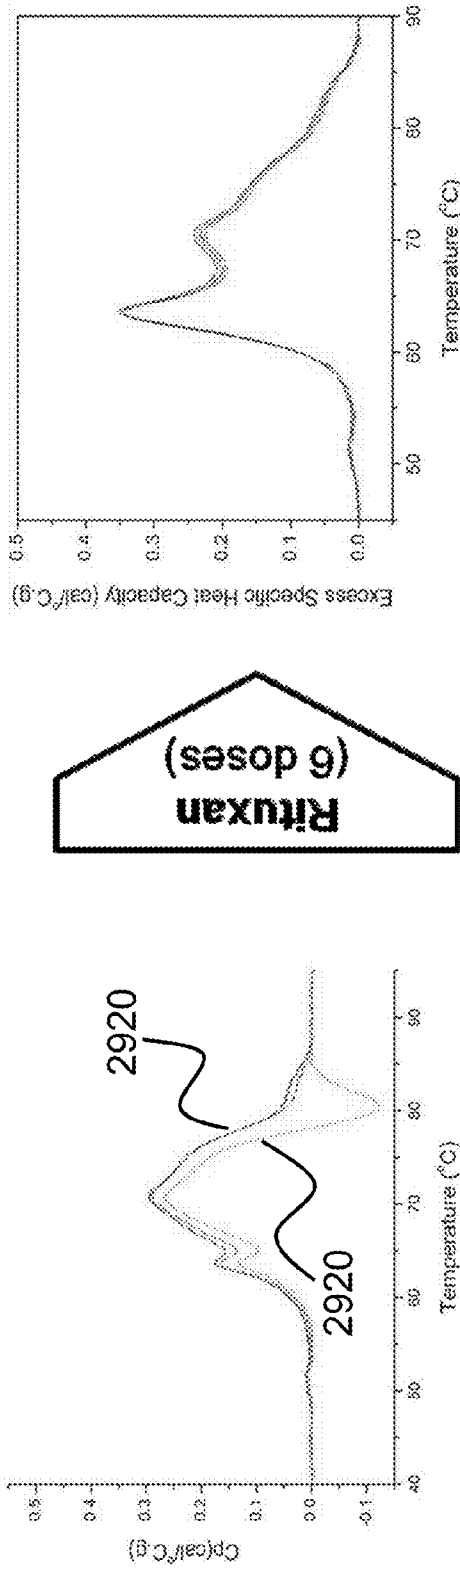 Cp(cal/°C.g)
0.5
0.4
0.3
0.2
0.1
0.0
-0.1
40 50 60 70 80 90
Temperature (°C)
2920
2920
Rituxan
(6 doses)
Excess Specific Heat Capacity (cal/°C.g)
0.5
0.4
0.3
0.2
0.1
0.0
50 60 70 80 90
Temperature (°C)